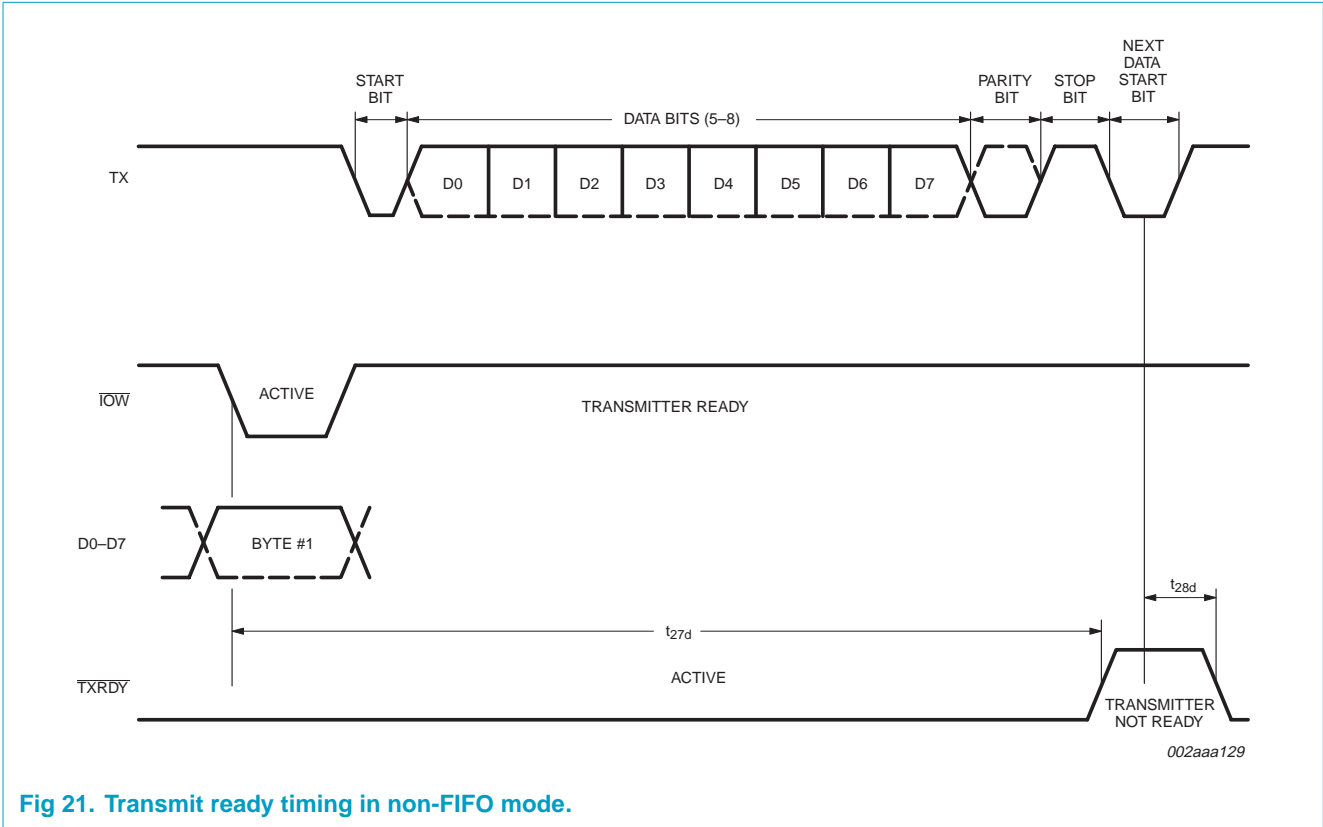 START
BIT
DATA BITS (5–8)
PARITY
BIT
STOP
BIT
NEXT
DATA
START
BIT
TX
D0
D1
D2
D3
D4
D5
D6
D7
IOW
ACTIVE
TRANSMITTER READY
D0–D7
BYTE #1
t28d
t27d
TXRDY
ACTIVE
TRANSMITTER
NOT READY
002aaa129
Fig 21. Transmit ready timing in non-FIFO mode.